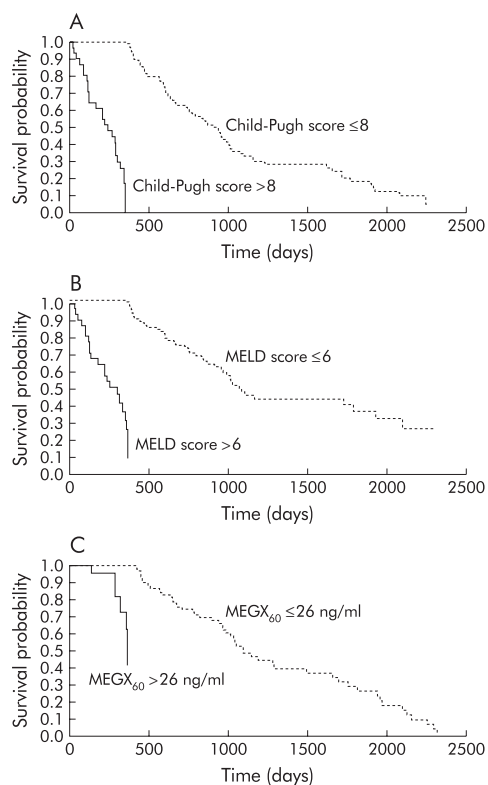 A
Survival probability
1.0
0.9
0.8
0.7
0.6
0.5
0.4
0.3
0.2
0.1
0.0
Child-Pugh score ≤8
Child-Pugh score >8
0 500 1000 1500 2000 2500
Time (days)
B
Survival probability
1.0
0.9
0.8
0.7
0.6
0.5
0.4
0.3
0.2
0.1
0.0
MELD score ≤6
MELD score >6
0 500 1000 1500 2000 2500
Time (days)
C
Survival probability
1.0
0.9
0.8
0.7
0.6
0.5
0.4
0.3
0.2
0.1
0.0
MEGX60 ≤26 ng/ml
MEGX60 >26 ng/ml
0 500 1000 1500 2000 2500
Time (days)